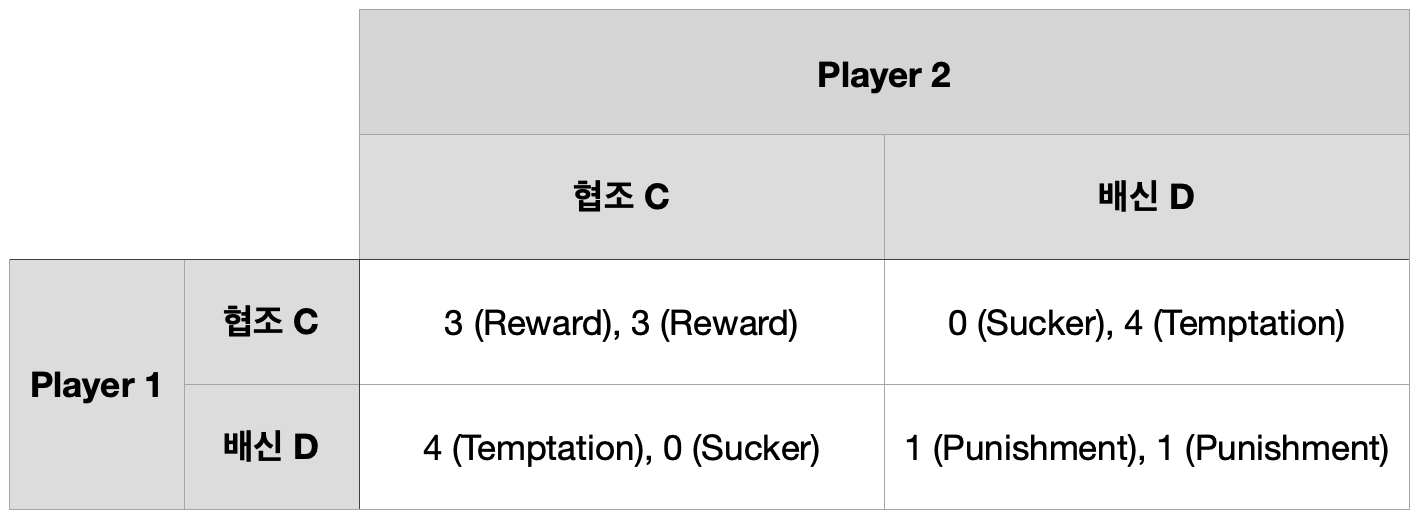 Player 2
협조 C
배신 D
Player 1
협조 C
3 (Reward), 3 (Reward)
0 (Sucker), 4 (Temptation)
배신 D
4 (Temptation), 0 (Sucker)
1 (Punishment), 1 (Punishment)